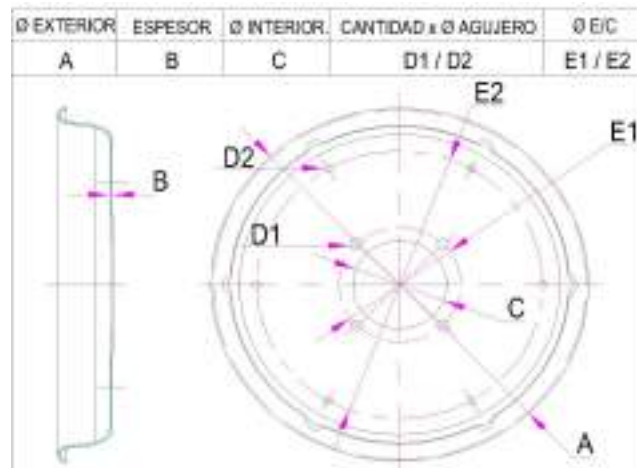 Ø EXTERIOR ESPESOR Ø INTERIOR. CANTIDAD x Ø AGUJERO Ø E/C
A B C D1 / D2 E1 / E2
E2
E1
D2
B
D1
C
A